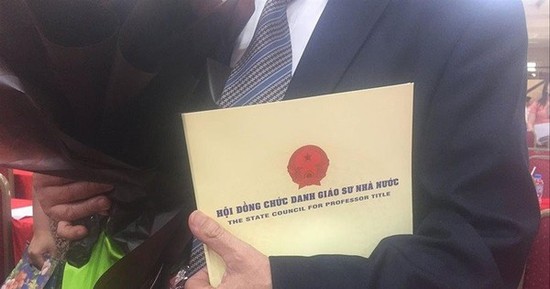 HỘI ĐỒNG CHỨC DANH GIÁO SƯ NHÀ NƯỚC
THE STATE COUNCIL FOR PROFESSOR TITLE